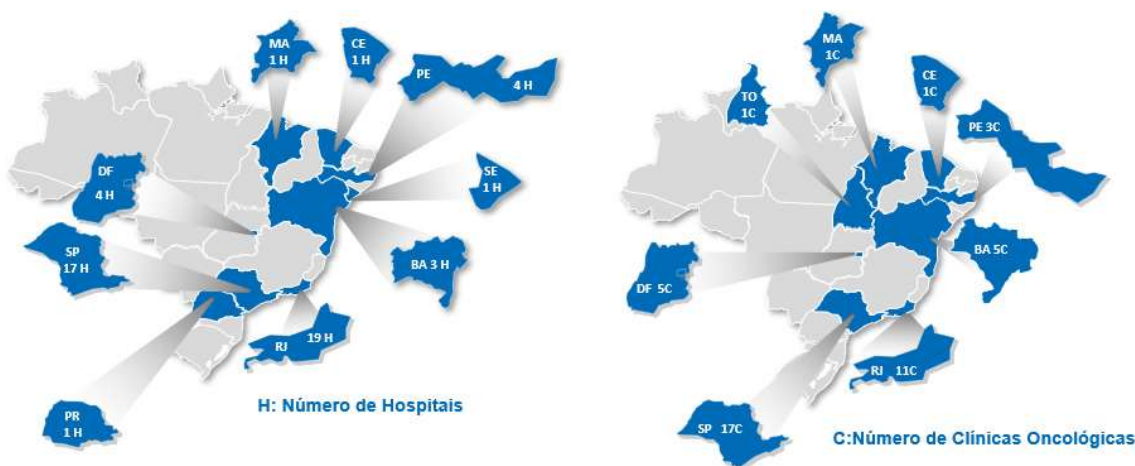 MA
1 H
CE
1 H
PE
4 H
DF
4 H
SE
1 H
SP
17 H
BA 3 H
RJ
19 H
PR
1 H
H: Número de Hospitais
MA
1C
TO
1C
CE
1C
PE 3C
BA 5C
DF 5C
RJ 11C
SP 17C
C:Número de Clínicas Oncológicas